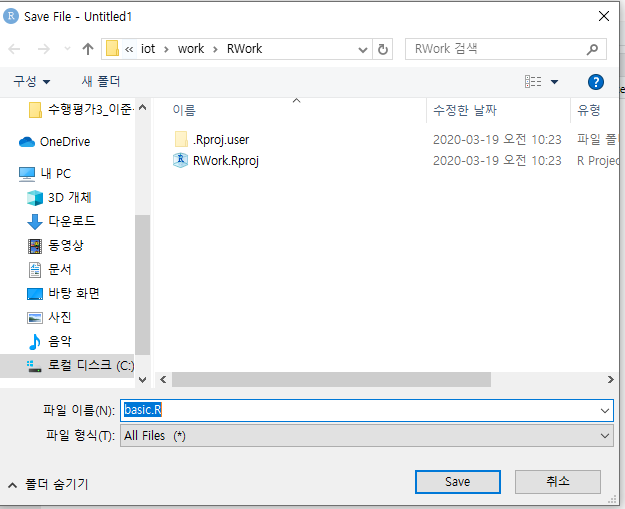 Save File - Untitled1
« iot > work > RWork
RWork 검색
구성
새 폴더
이름
수정한 날짜
유형
수행평가3_이준
OneDrive
내 PC
3D 개체
다운로드
동영상
문서
바탕 화면
사진
음악
로컬 디스크 (C:)
.Rproj.user
2020-03-19 오전 10:23
파일 폴
RWork.Rproj
2020-03-19 오전 10:23
R Projec
파일 이름(N):
basic.R
파일 형식(T):
All Files (*)
폴더 숨기기
Save
취소